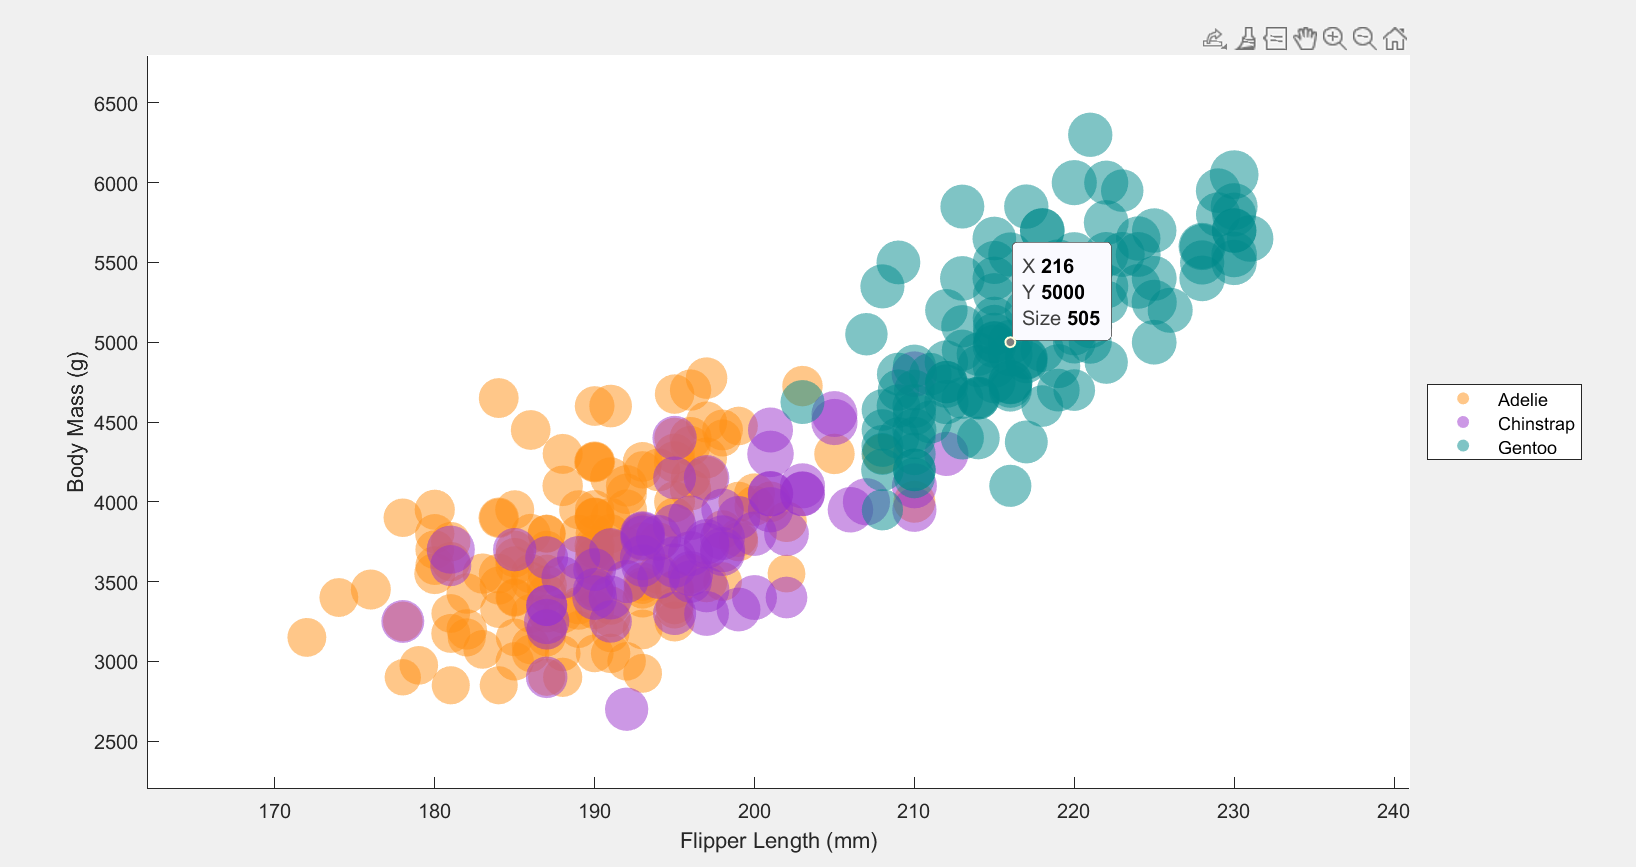 6500
6000
5500
5000
4500
4000
3500
3000
2500
Body Mass (g)
X 216
Y 5000
Size 505
170 180 190 200 210 220 230 240
Flipper Length (mm)
Adelie
Chinstrap
Gentoo